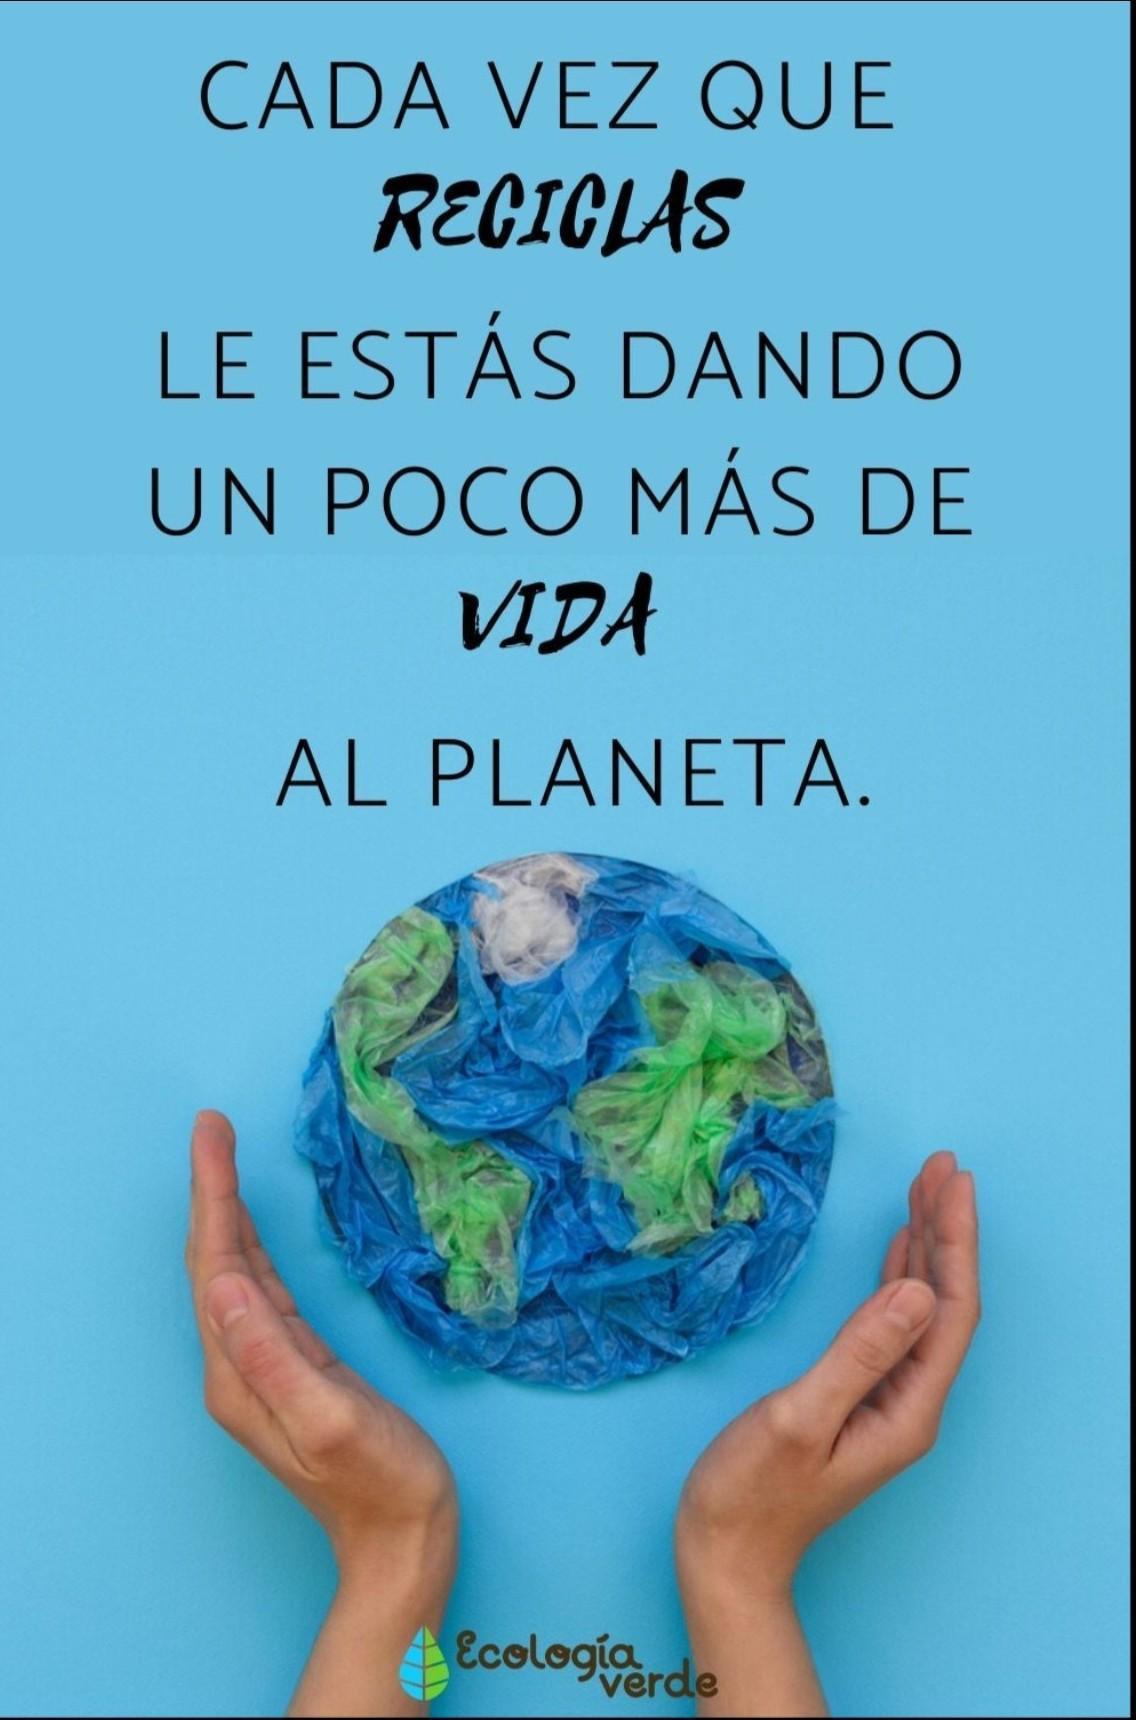 CADA VEZ QUE
RECICLAS
LE ESTÁS DANDO
UN POCO MÁS DE
VIDA
AL PLANETA.
Ecología
verde